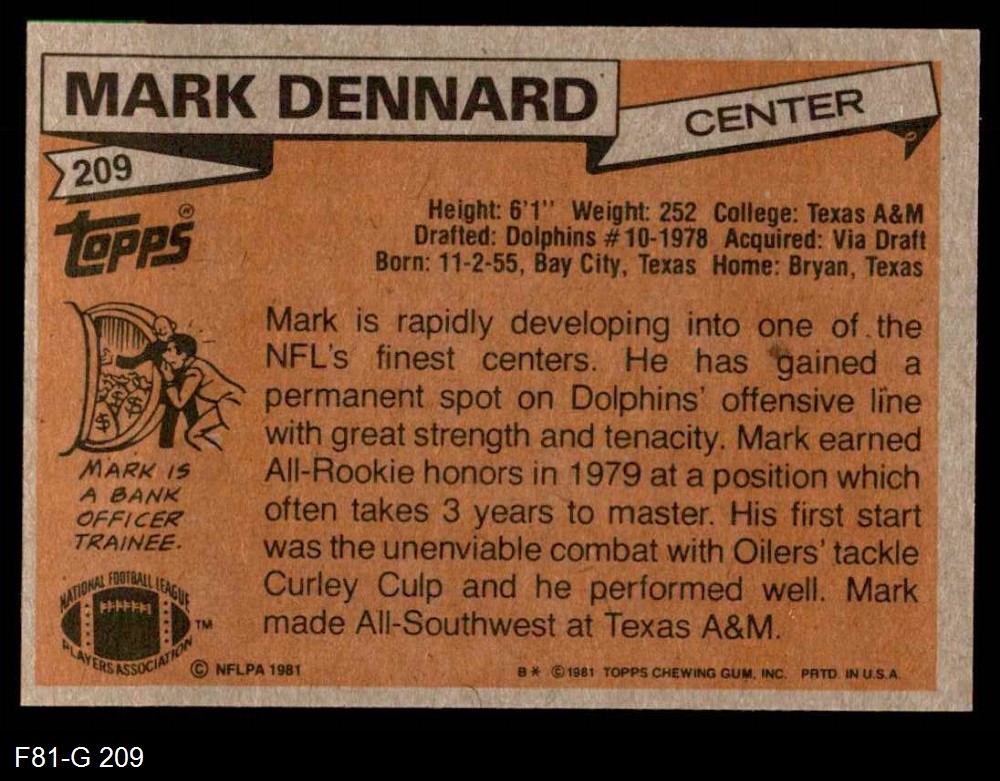 MARK DENNARD
CENTER
209
Topps®
Height: 6'1" Weight: 252 College: Texas A&M
Drafted: Dolphins #10-1978 Acquired: Via Draft
Born: 11-2-55, Bay City, Texas Home: Bryan, Texas
Mark is rapidly developing into one of the
NFL's finest centers. He has gained a
permanent spot on Dolphins' offensive line
with great strength and tenacity. Mark earned
All-Rookie honors in 1979 at a position which
often takes 3 years to master. His first start
was the unenviable combat with Oilers' tackle
Curley Culp and he performed well. Mark
made All-Southwest at Texas A&M.
$ $ $
MARK IS
A BANK
OFFICER
TRAINEE.
NATIONAL FOOTBALL LEAGUE
PLAYERS ASSOCIATION
TM
© NFLPA 1981
B* © 1981 TOPPS CHEWING GUM, INC. PRTD. IN U.S.A.
F81-G 209